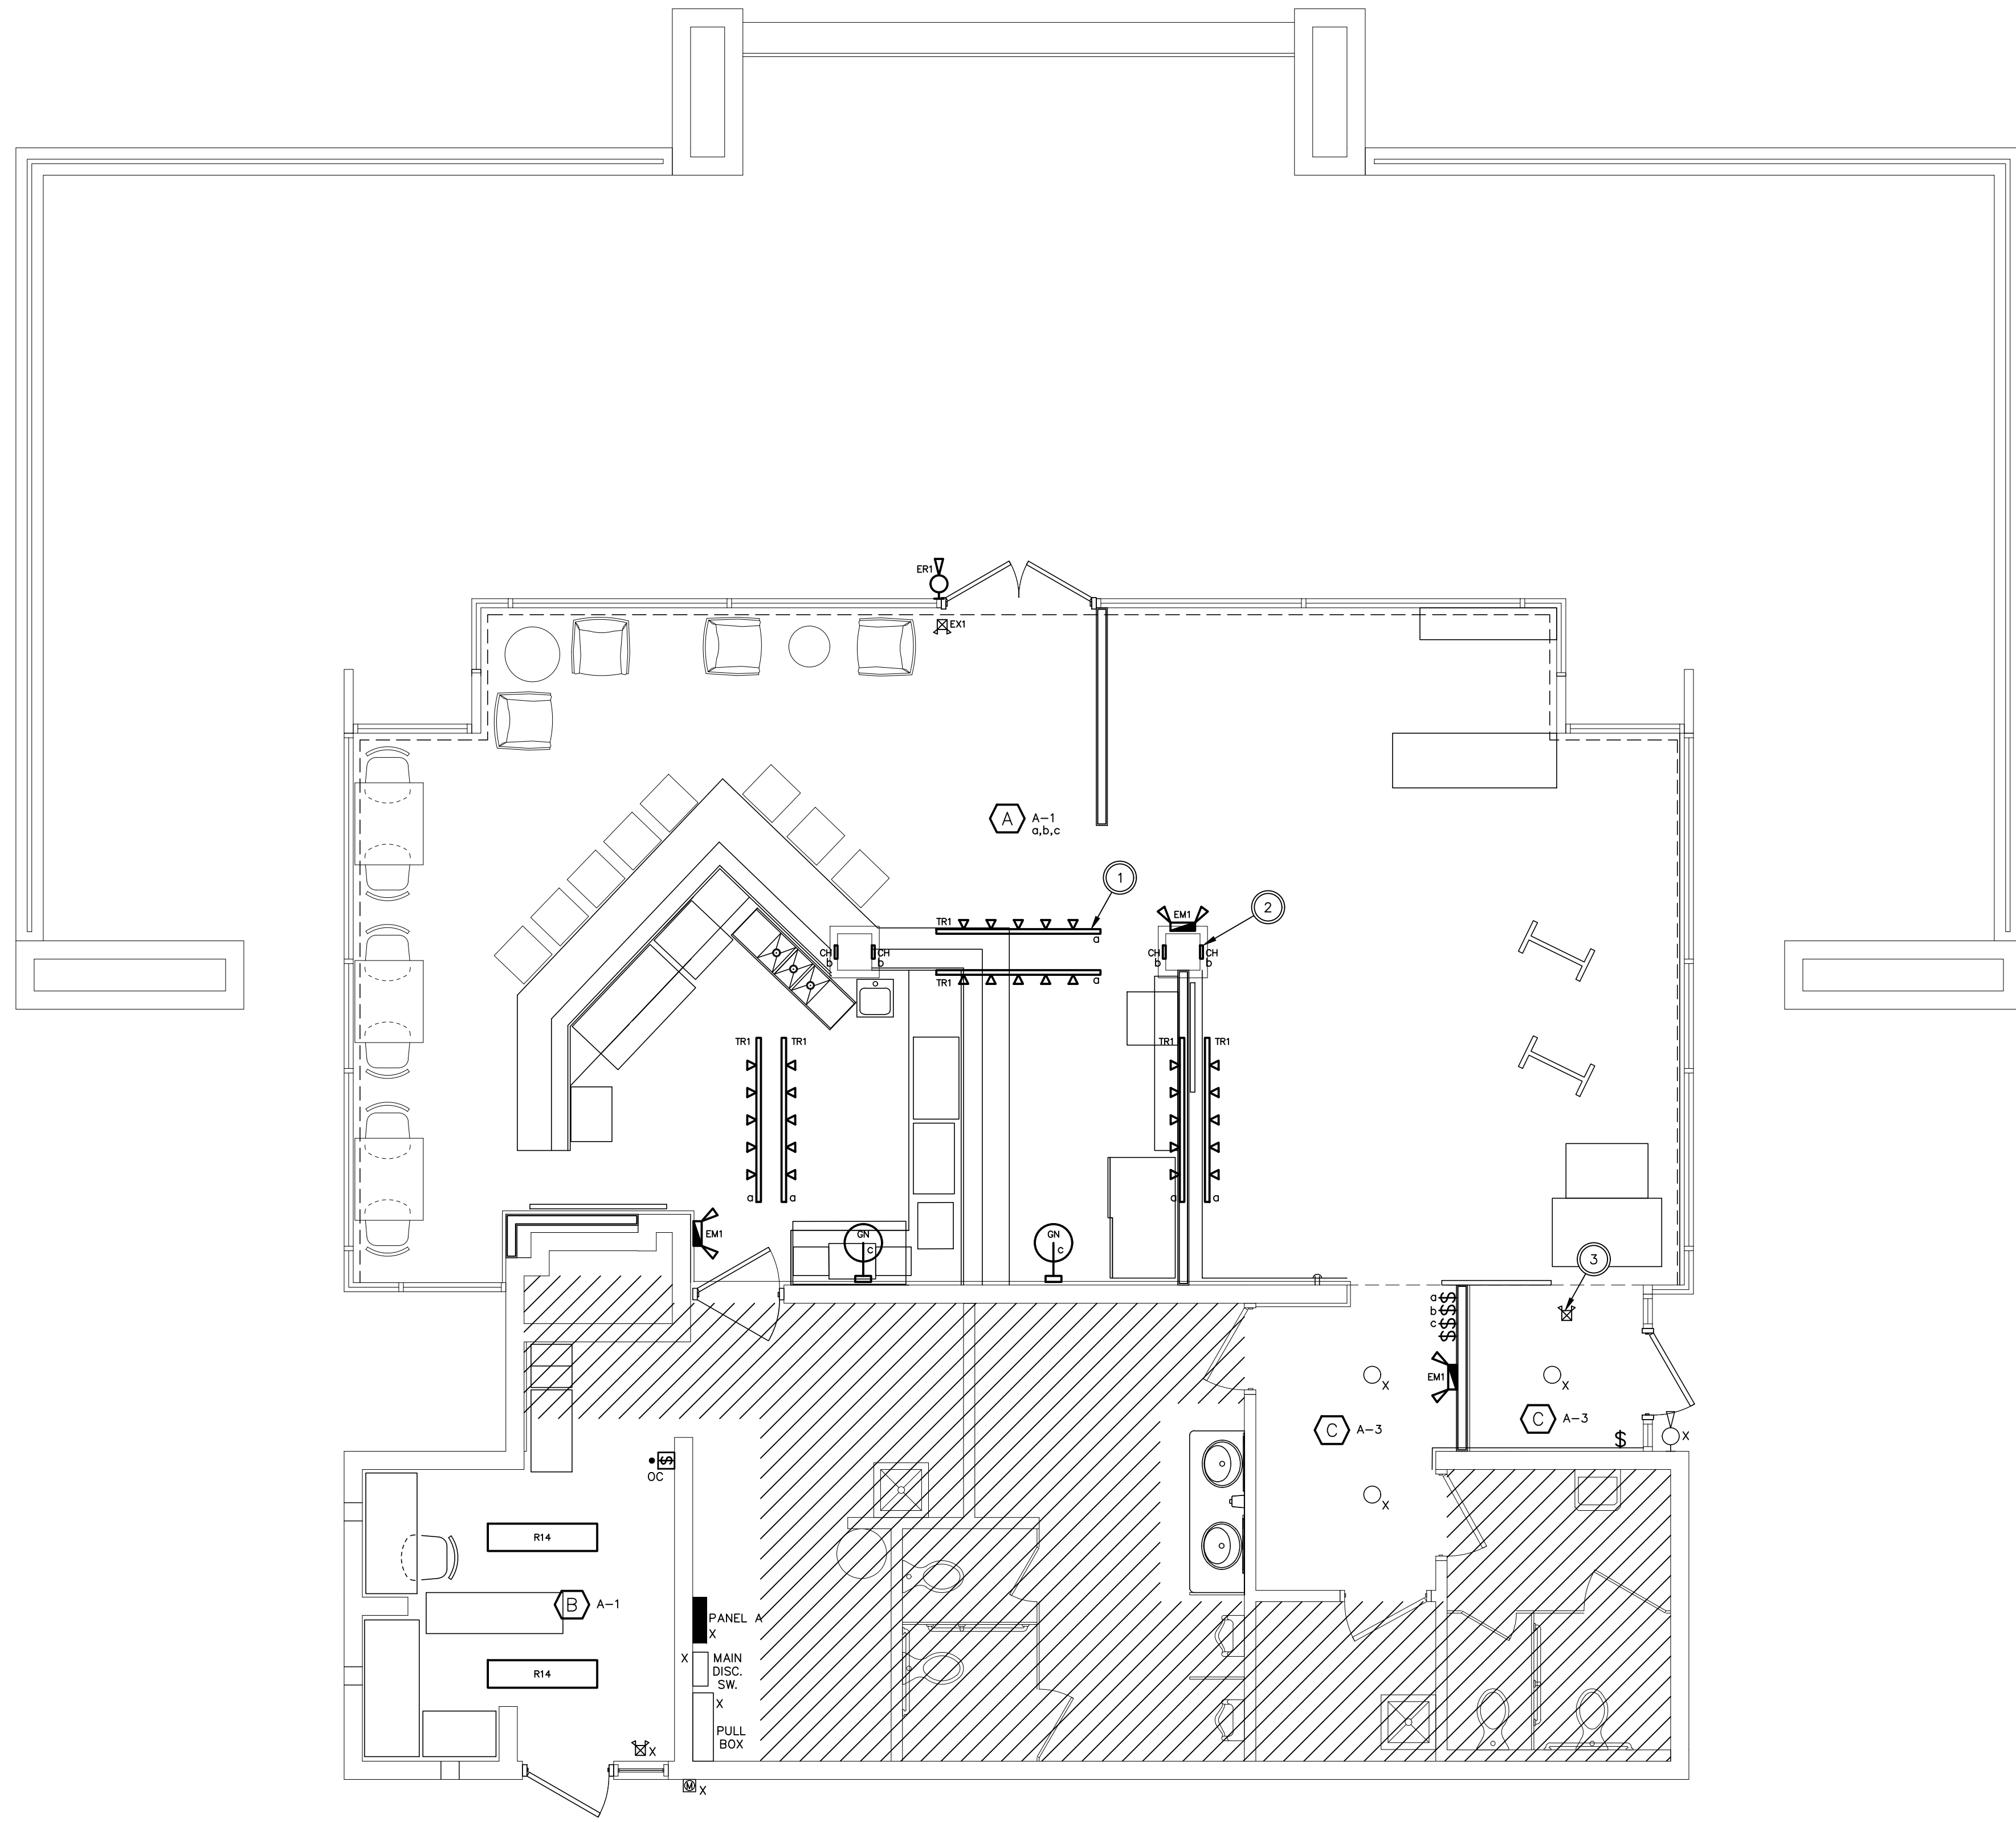 ER1
EX1
A A-1
a,b,c
1
2
TR1
a
EM1
CH
b
CH
b
CH
b
CH
b
TR1
a
TR1
TR1
TR1
TR1
a
a
a
a
GN
c
GN
c
EM1
3
a $
b $
c $
$
EM1
X
X
C A-3
C A-3
$
X
X
$
OC
R14
B A-1
R14
PANEL A
X
X
MAIN
DISC.
SW.
X
PULL
BOX
X
M X